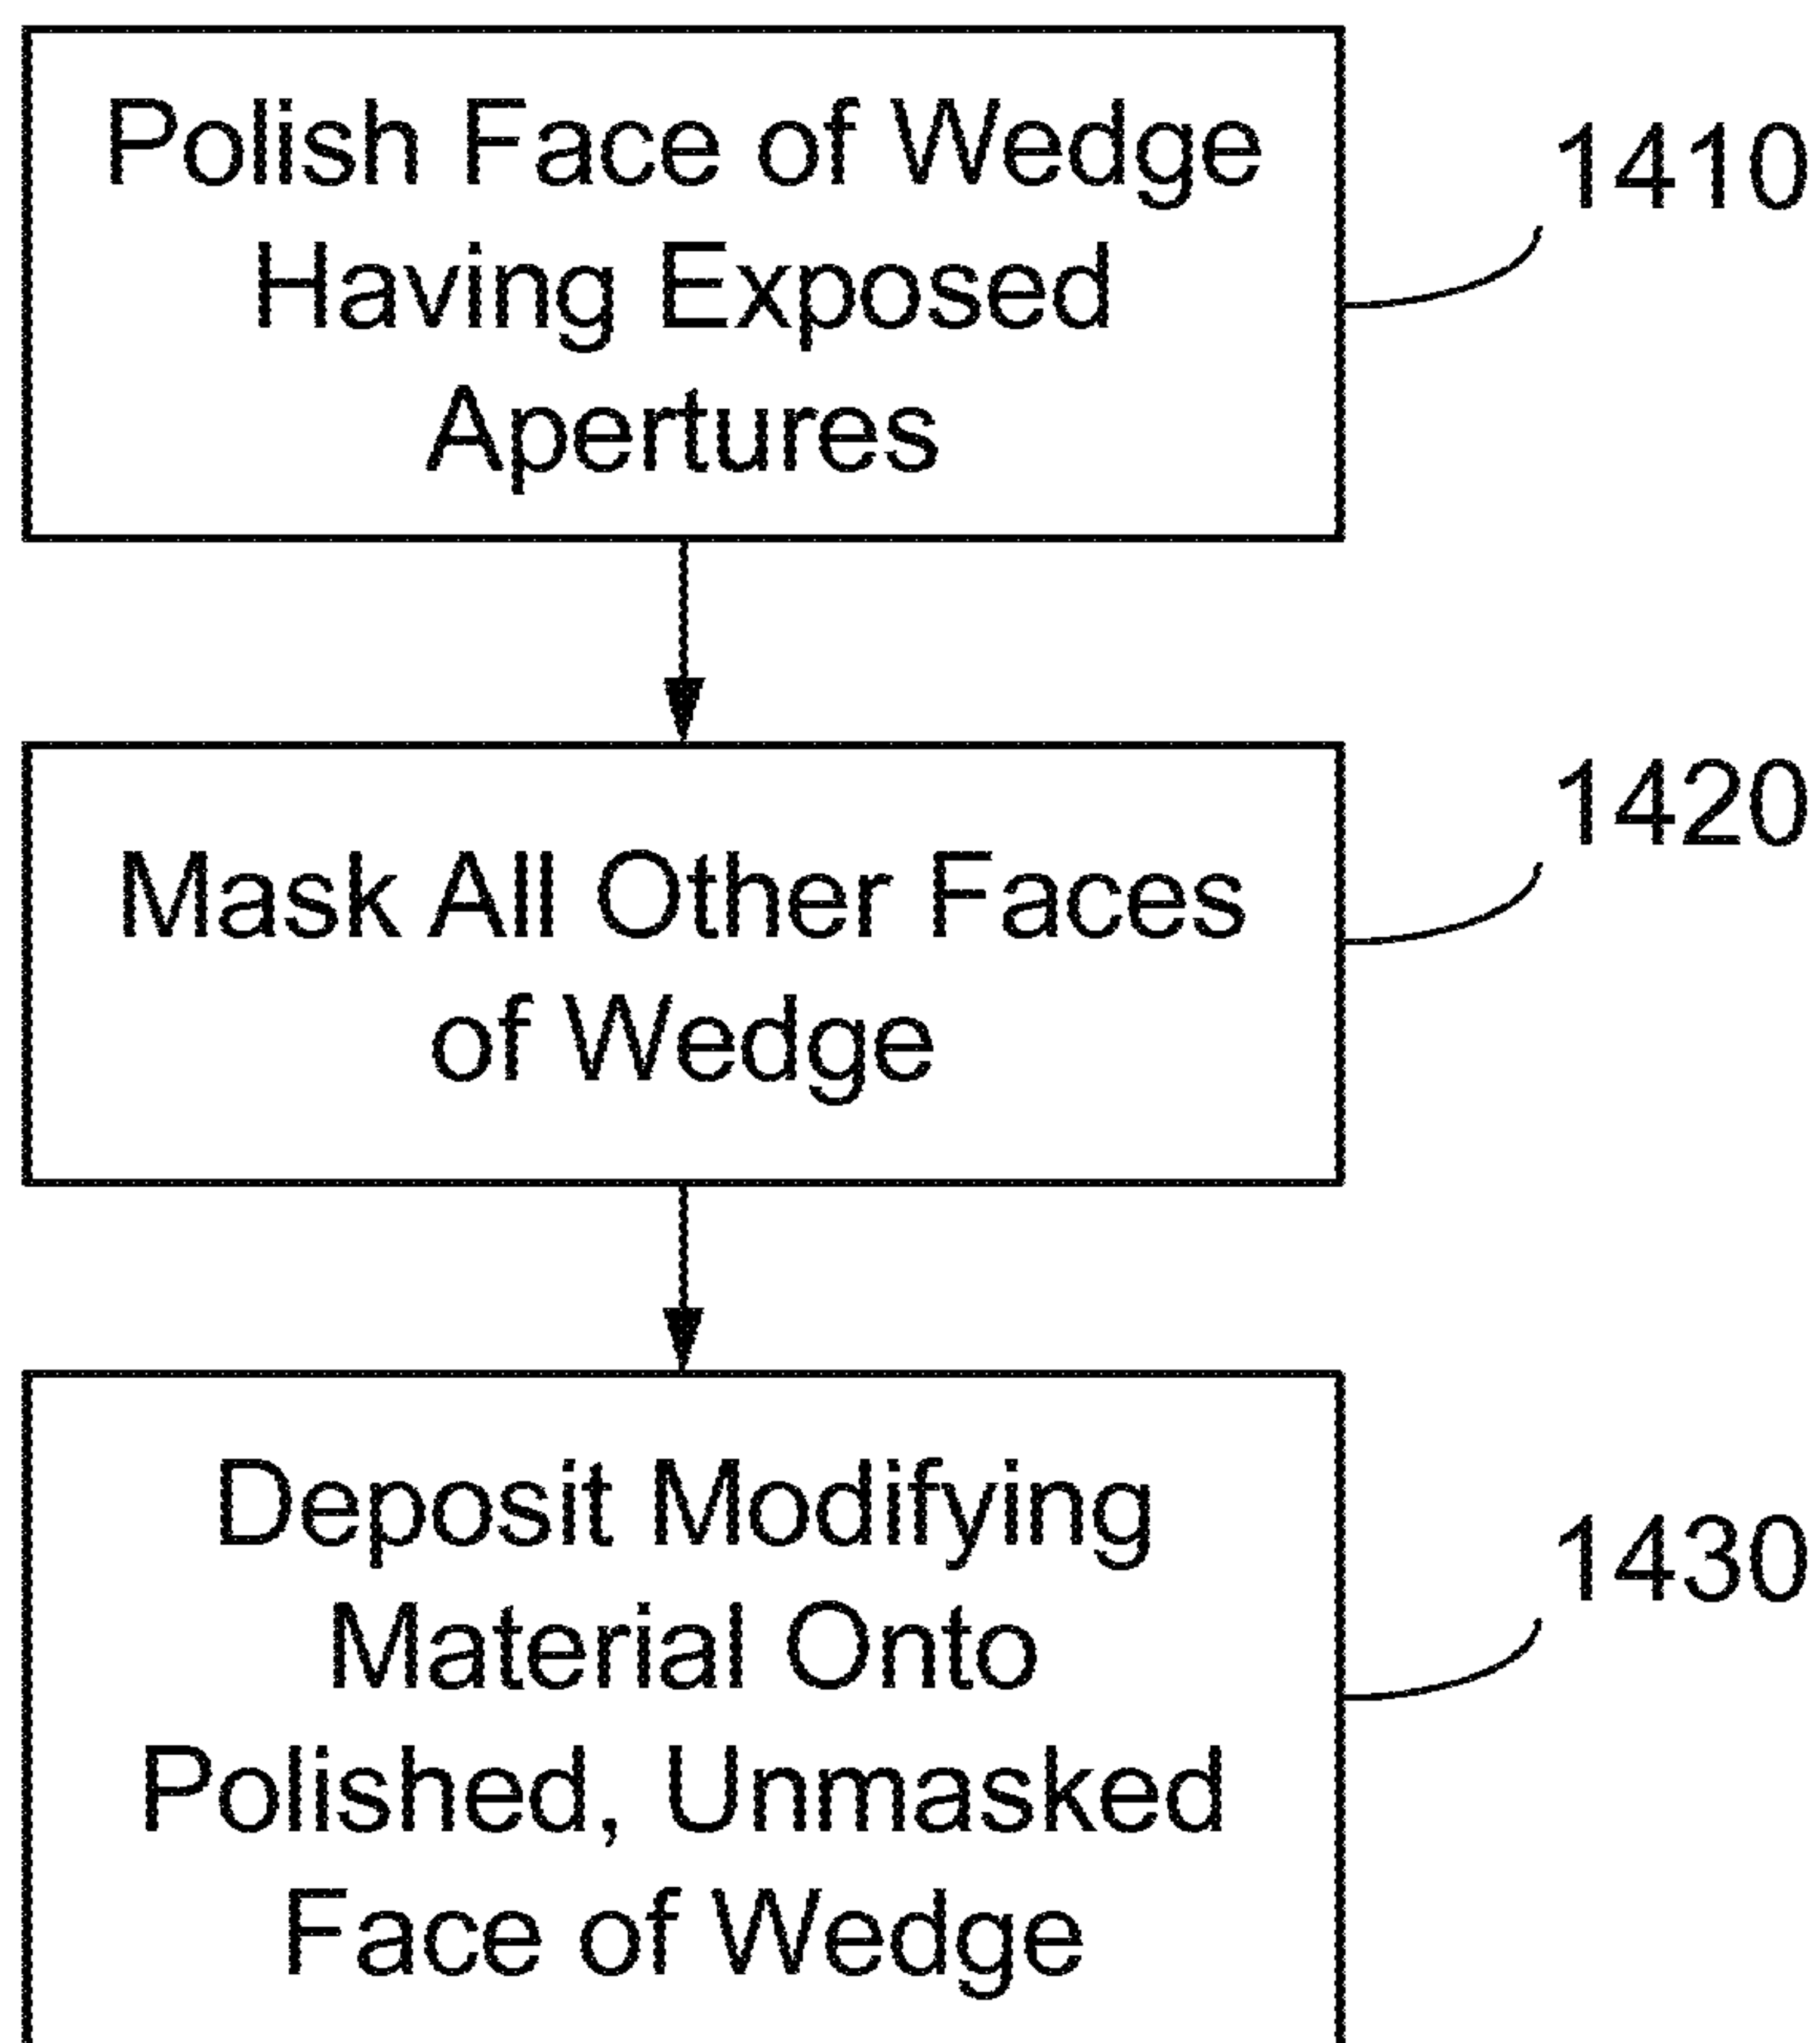 Polish Face of Wedge
Having Exposed
Apertures
1410
Mask All Other Faces
of Wedge
1420
Deposit Modifying
Material Onto
Polished, Unmasked
Face of Wedge
1430